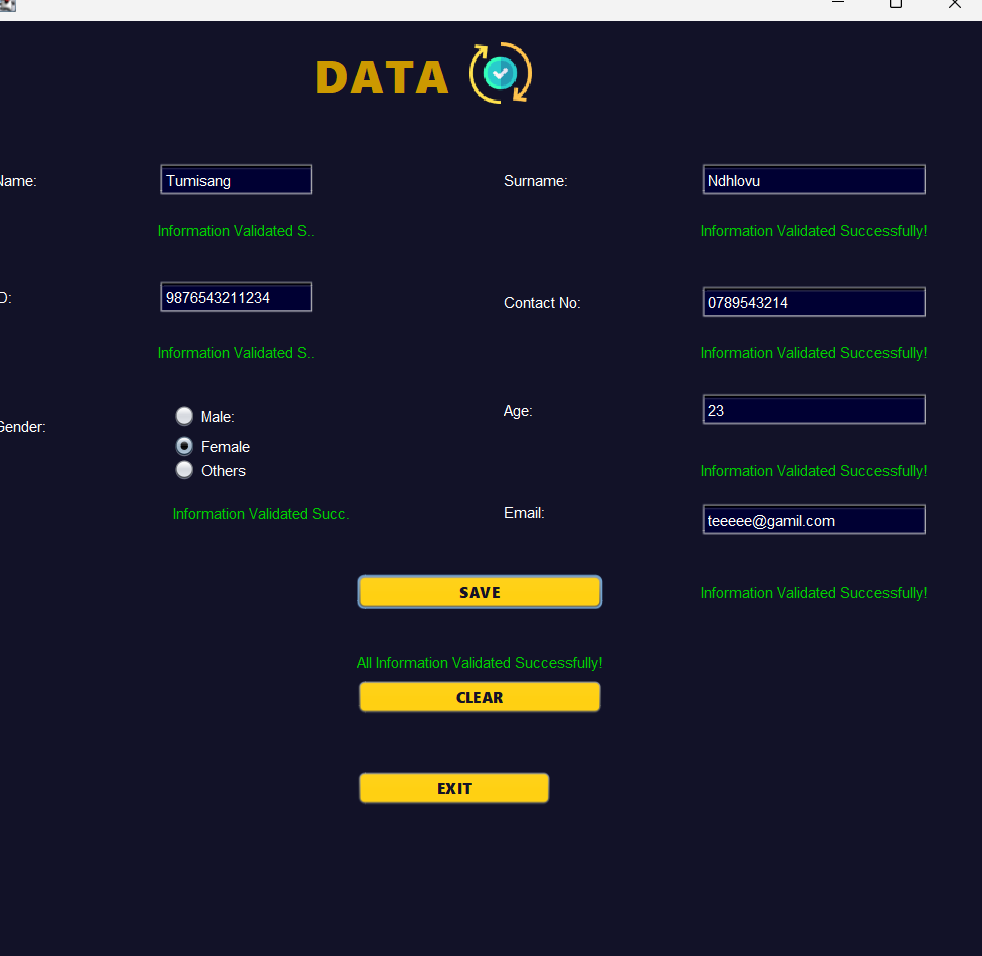 DATA
Name:
Tumisang
Surname:
Ndhlovu
Information Validated S..
Information Validated Successfully!
D:
9876543211234
Contact No:
0789543214
Information Validated S..
Information Validated Successfully!
Gender:
Male:
Female
Others
Age:
23
Information Validated Successfully!
Information Validated Succ.
Email:
teeeee@gamil.com
SAVE
Information Validated Successfully!
All Information Validated Successfully!
CLEAR
EXIT